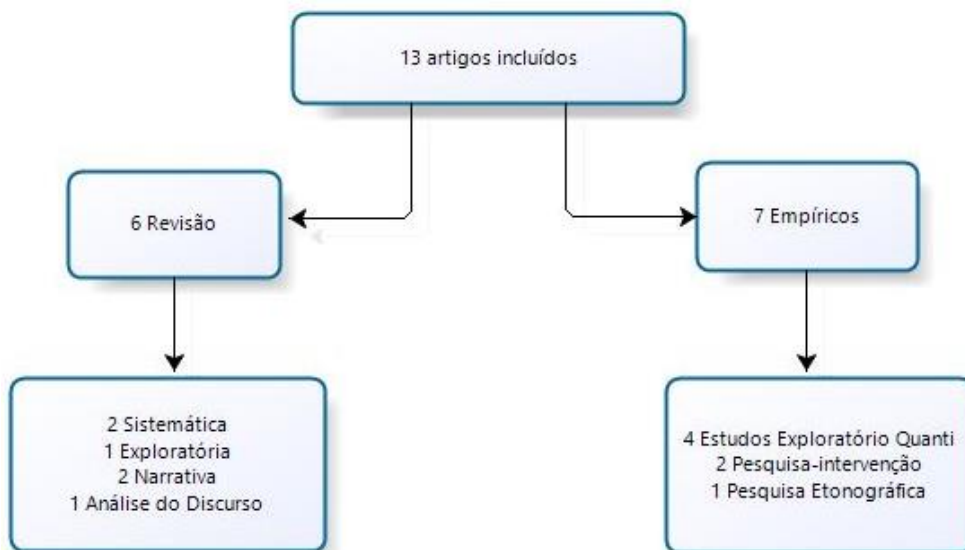 13 artigos incluídos
6 Revisão
7 Empíricos
2 Sistemática
1 Exploratória
2 Narrativa
1 Análise do Discurso
4 Estudos Exploratório Quanti
2 Pesquisa-intervenção
1 Pesquisa Etonográfica